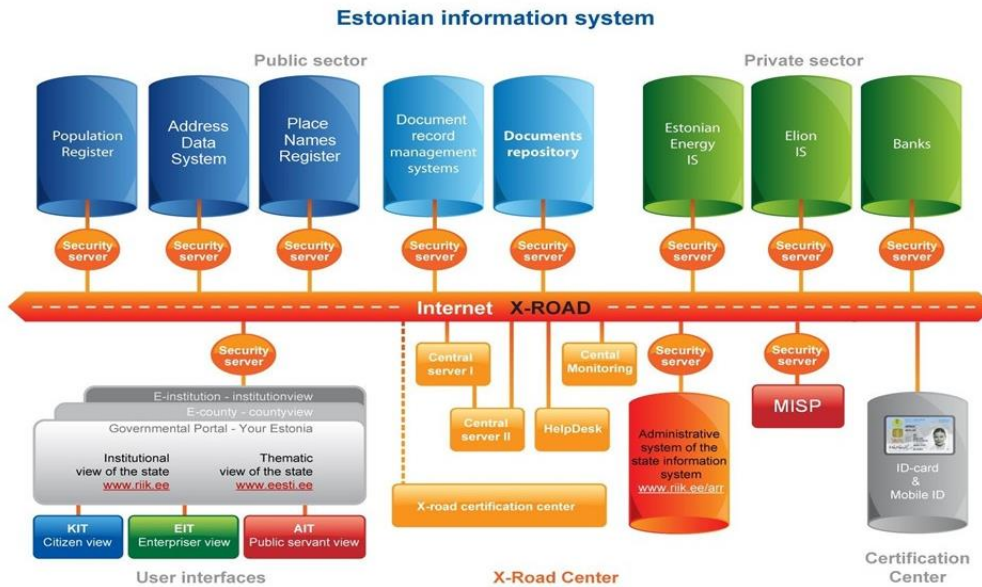 Estonian information system
Public sector
Private sector
Population
Register
Address
Data
System
Place
Names
Register
Document
record
management
systems
Documents
repository
Estonian
Energy
IS
Elion
IS
Banks
Security
server
Security
server
Security
server
Security
server
Security
server
Security
server
Security
server
Security
server
Internet X-ROAD
Security
server
Central
server I
Cental
Monitoring
Security
server
Security
server
E-institution - institutionview
E-county - countyview
Governmental Portal - Your Estonia
Institutional
view of the state
www.riik.ee
Thematic
view of the state
www.eesti.ee
Central
server II
HelpDesk
Administrative
system of the
state information
system
www.riik.ee/arr
MISP
ID-card
&
Mobile ID
X-road certification center
KIT
Citizen view
EIT
Enterpriser view
AIT
Public servant view
User interfaces
X-Road Center
Certification
Center